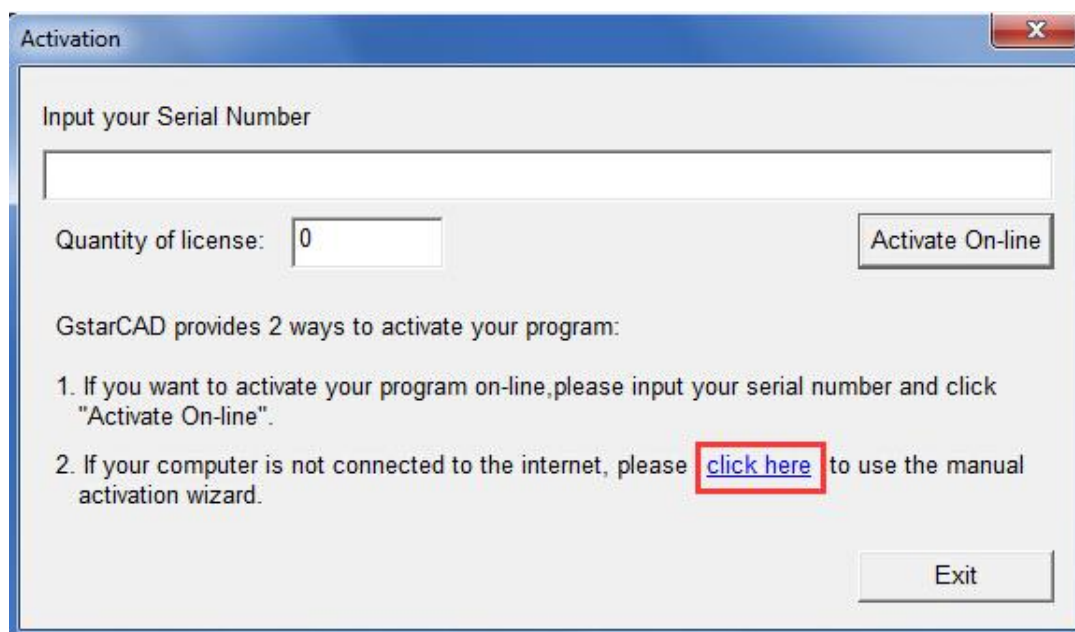 Activation
Input your Serial Number
Quantity of license: 0 Activate On-line
GstarCAD provides 2 ways to activate your program:
1. If you want to activate your program on-line,please input your serial number and click
"Activate On-line".
2. If your computer is not connected to the internet, please click here to use the manual
activation wizard.
Exit